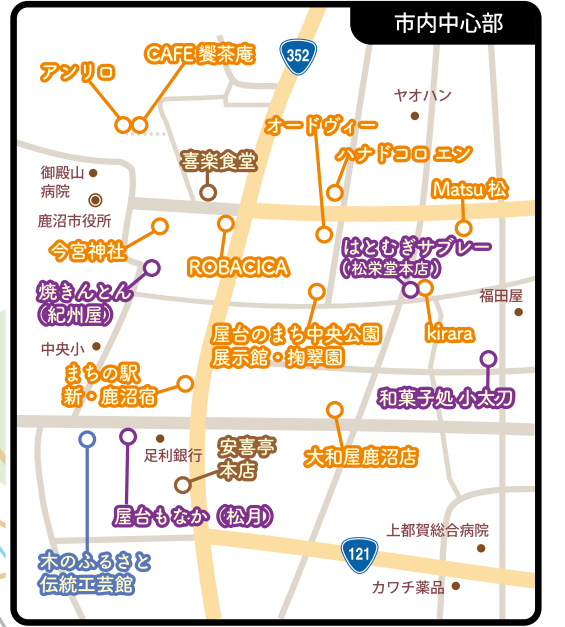 市内中心部
352
CAFE 饗茶庵
アンリロ
ヤオハン
オードヴィー
ハナドコロ エン
喜楽食堂
御殿山
病院
Matsu 松
鹿沼市役所
今宮神社
はとむぎサブレー
（松栄堂本店）
ROBACICA
焼きんとん
（紀州屋）
福田屋
屋台のまち中央公園
展示館・掬翠園
kirara
中央小
まちの駅
新・鹿沼宿
和菓子処 小太刀
足利銀行
安喜亭
本店
大和屋鹿沼店
屋台もなか（松月）
上都賀総合病院
木のふるさと
伝統工芸館
121
カワチ薬品